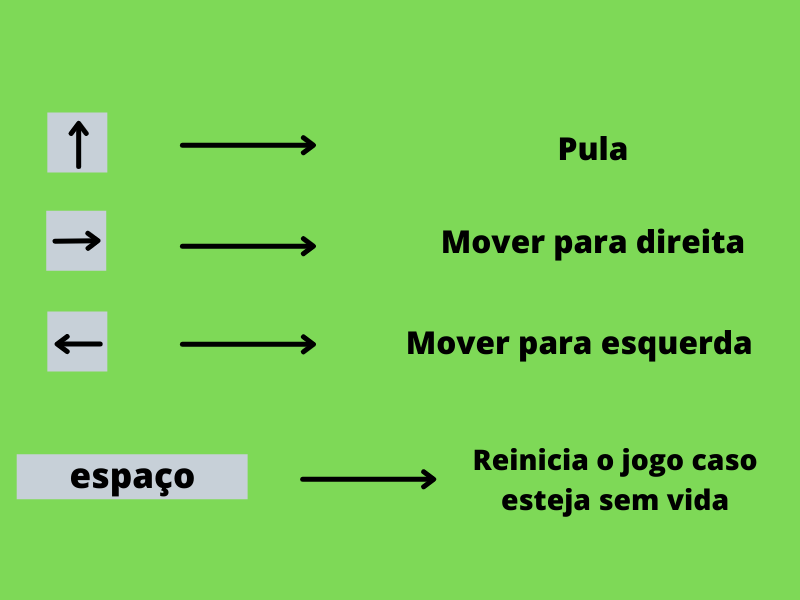 Pula
Mover para direita
Mover para esquerda
espaço
Reinicia o jogo caso
esteja sem vida